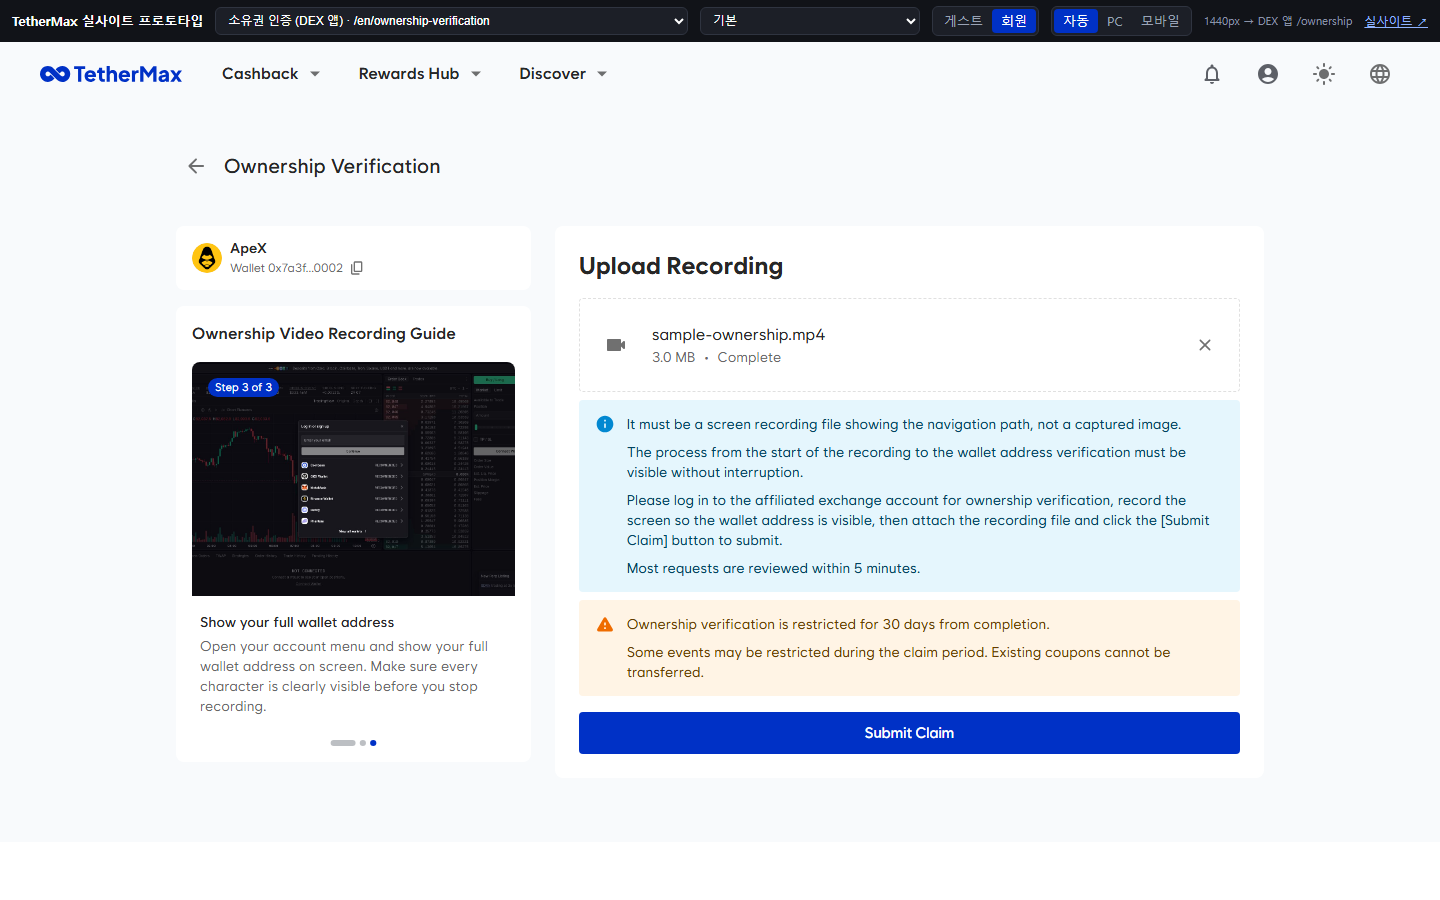 TetherMax 실사이트 프로토타입
소유권 인증 (DEX 앱) · /en/ownership-verification
기본
게스트 회원
자동 PC 모바일
1440px → DEX 앱 /ownership
실사이트 ↗
TetherMax
Cashback
Rewards Hub
Discover
Ownership Verification
ApeX
Wallet 0x7a3f...0002
Ownership Video Recording Guide
Step 3 of 3
Log in or sign up
Show your full wallet address
Open your account menu and show your full
wallet address on screen. Make sure every
character is clearly visible before you stop
recording.
Upload Recording
sample-ownership.mp4
3.0 MB • Complete
It must be a screen recording file showing the navigation path, not a captured image.
The process from the start of the recording to the wallet address verification must be
visible without interruption.
Please log in to the affiliated exchange account for ownership verification, record the
screen so the wallet address is visible, then attach the recording file and click the [Submit
Claim] button to submit.
Most requests are reviewed within 5 minutes.
Ownership verification is restricted for 30 days from completion.
Some events may be restricted during the claim period. Existing coupons cannot be
transferred.
Submit Claim